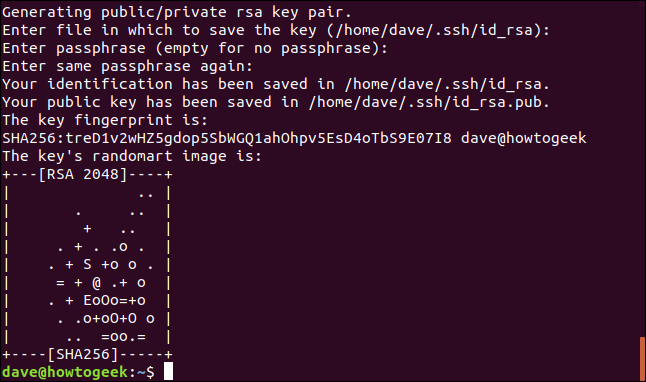 Generating public/private rsa key pair.
Enter file in which to save the key (/home/dave/.ssh/id_rsa):
Enter passphrase (empty for no passphrase):
Enter same passphrase again:
Your identification has been saved in /home/dave/.ssh/id_rsa.
Your public key has been saved in /home/dave/.ssh/id_rsa.pub.
The key fingerprint is:
SHA256:treD1v2wHZ5gdop5SbWGQ1ahOhpv5EsD4oTbS9E07I8 dave@howtogeek
The key's randomart image is:
+---[RSA 2048]----+
|              .. |
|       .     ..  |
|        +   ..   |
|     . + . .o .  |
|    . + S +o o . |
|     = + @ .+ o  |
|    . + EoOo=+o  |
|     . .o+oO+O o |
|      ..  =oo.=  |
+----[SHA256]-----+
dave@howtogeek:~$